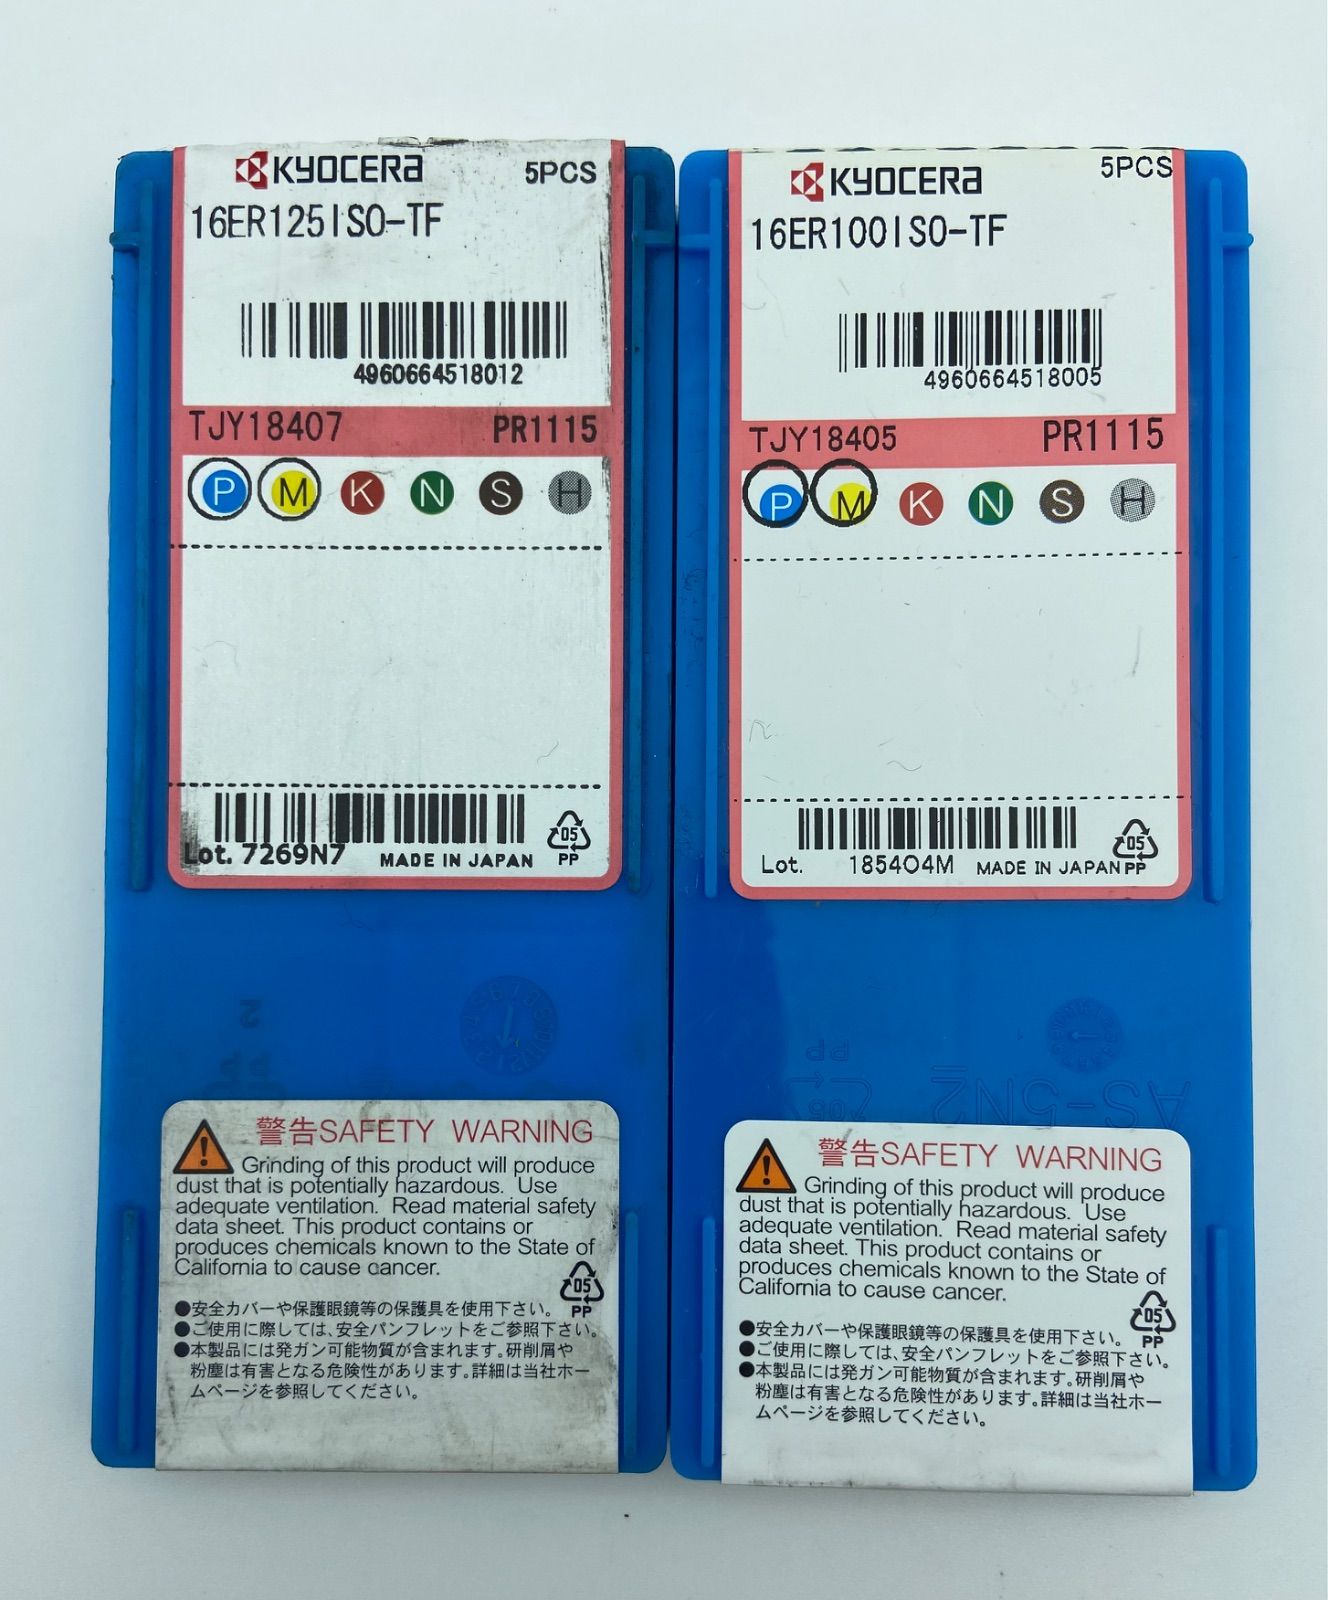 KYOCERA 5PCS
16ER125ISO-TF
4960664518012
TJY18407 PR1115
P M K N S H
Lot. 7269N7 MADE IN JAPAN
05
PP
2
警告SAFETY WARNING
Grinding of this product will produce
dust that is potentially hazardous. Use
adequate ventilation. Read material safety
data sheet. This product contains or
produces chemicals known to the State of
California to cause cancer.
05
PP
●安全カバーや保護眼鏡等の保護具を使用下さい。
●ご使用に際しては、安全パンフレットをご参照下さい。
●本製品には発ガン可能物質が含まれます。研削屑や
粉塵は有害となる危険性があります。詳細は当社ホー
ムページを参照してください。
KYOCERA 5PCS
16ER100ISO-TF
4960664518005
TJY18405 PR1115
P M K N S H
Lot. 185404M MADE IN JAPAN
05
PP
PP
AS-5N2
警告SAFETY WARNING
Grinding of this product will produce
dust that is potentially hazardous. Use
adequate ventilation. Read material safety
data sheet. This product contains or
produces chemicals known to the State of
California to cause cancer.
05
PP
●安全カバーや保護眼鏡等の保護具を使用下さい。
●ご使用に際しては、安全パンフレットをご参照下さい。
●本製品には発ガン可能物質が含まれます。研削屑や
粉塵は有害となる危険性があります。詳細は当社ホー
ムページを参照してください。